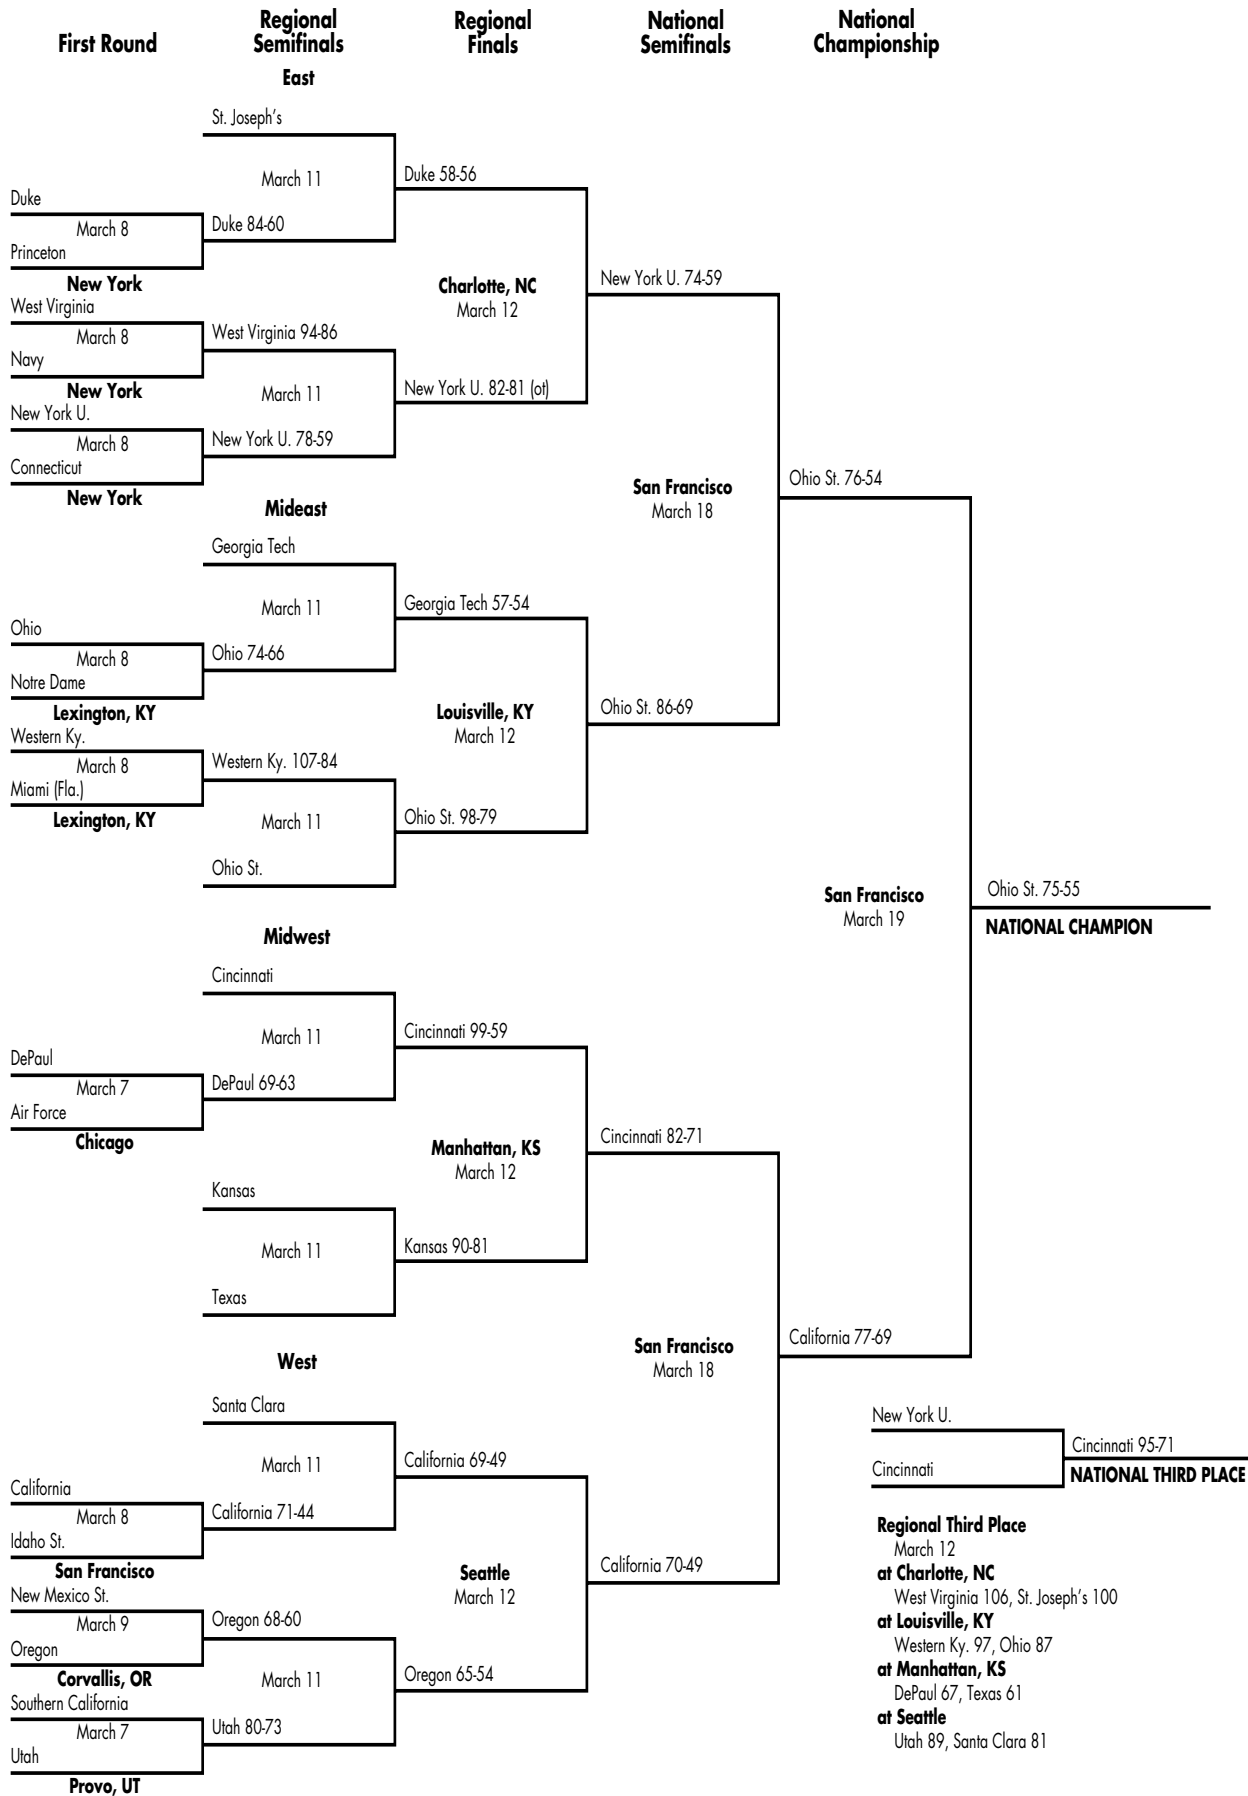 First Round
Regional
Semifinals
Regional
Finals
National
Semifinals
National
Championship
East
St. Joseph's
March 11
Duke 58-56
Duke
March 8
Duke 84-60
Princeton
New York
Charlotte, NC
March 12
New York U. 74-59
West Virginia
March 8
West Virginia 94-86
Navy
New York
March 11
New York U. 82-81 (ot)
New York U.
March 8
New York U. 78-59
Connecticut
New York
San Francisco
March 18
Ohio St. 76-54
Mideast
Georgia Tech
March 11
Georgia Tech 57-54
Ohio
March 8
Ohio 74-66
Notre Dame
Lexington, KY
Louisville, KY
March 12
Ohio St. 86-69
Western Ky.
March 8
Western Ky. 107-84
Miami (Fla.)
Lexington, KY
March 11
Ohio St. 98-79
Ohio St.
San Francisco
March 19
Ohio St. 75-55
NATIONAL CHAMPION
Midwest
Cincinnati
March 11
Cincinnati 99-59
DePaul
March 7
DePaul 69-63
Air Force
Chicago
Manhattan, KS
March 12
Cincinnati 82-71
Kansas
March 11
Kansas 90-81
Texas
San Francisco
March 18
California 77-69
West
Santa Clara
March 11
California 69-49
California
March 8
California 71-44
Idaho St.
San Francisco
Seattle
March 12
California 70-49
New Mexico St.
March 9
Oregon 68-60
Oregon
Corvallis, OR
March 11
Oregon 65-54
Southern California
March 7
Utah 80-73
Utah
Provo, UT
New York U.
Cincinnati 95-71
Cincinnati
NATIONAL THIRD PLACE
Regional Third Place
March 12
at Charlotte, NC
West Virginia 106, St. Joseph's 100
at Louisville, KY
Western Ky. 97, Ohio 87
at Manhattan, KS
DePaul 67, Texas 61
at Seattle
Utah 89, Santa Clara 81